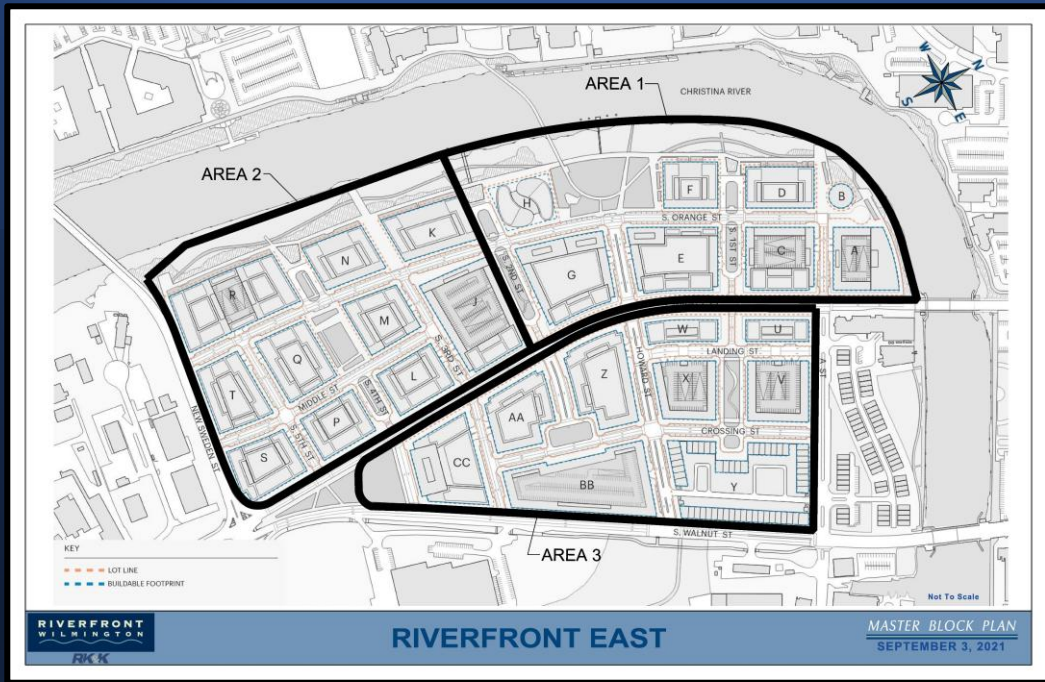 AREA 1
CHRISTINA RIVER
W
N
S
E
AREA 2
F
D
B
H
S. ORANGE ST
K
S. 1ST ST
N
S. 2ND ST
G
E
C
A
R
J
M
W
U
Q
S. 3RD ST
LANDING ST
A ST
HOWARD ST
Z
L
X
V
T
MIDDLE ST
S. 4TH ST
AA
P
CROSSING ST
NEW SWEDEN ST
S. 5TH ST
S
CC
BB
Y
S. WALNUT ST
AREA 3
KEY
LOT LINE
BUILDABLE FOOTPRINT
Not To Scale
RIVERFRONT
WILMINGTON
RK&K
RIVERFRONT EAST
MASTER BLOCK PLAN
SEPTEMBER 3, 2021